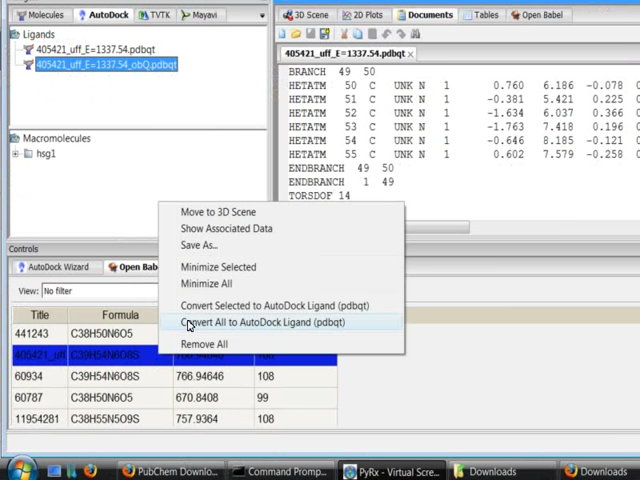 Molecules AutoDock TVTK Mayavi
Ligands
405421_uff_E=1337.54.pdbqt
405421_uff_E=1337.54_obQ.pdbqt
Macromolecules
hsg1
3D Scene 2D Plots Documents Tables Open Babel
405421_uff_E=1337.54.pdbqt
BRANCH 49 50
HETATM 50 C UNK N 1 0.760 6.186 -0.078
HETATM 51 C UNK N 1 -0.381 5.421 0.225
HETATM 52 C UNK N 1 -1.634 6.037 0.366
HETATM 53 C UNK N 1 -1.763 7.418 0.196
HETATM 54 C UNK N 1 -0.646 8.185 -0.121
HETATM 55 C UNK N 1 0.602 7.579 -0.258
ENDBRANCH 49 50
ENDBRANCH 1 49
TORSDOF 14
Move to 3D Scene
Show Associated Data
Save As..
Minimize Selected
Minimize All
Convert Selected to AutoDock Ligand (pdbqt)
Convert All to AutoDock Ligand (pdbqt)
Remove All
Controls
AutoDock Wizard Open Bab
View: No filter
Title Formula
441243 C38H50N6O5
405421_uff C39H54N6O8S 766.94646 108
60934 C39H54N6O8S 766.94646 108
60787 C38H50N6O5 670.8408 99
11954281 C38H55N5O9S 757.9364 108
PubChem Downlo... Command Promp... PyRx - Virtual Scre... Downloads Downloads